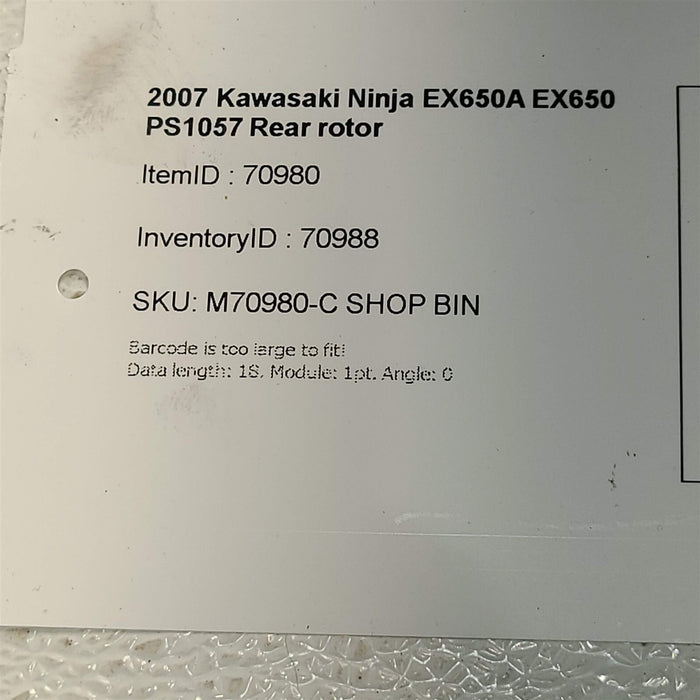 2007 Kawasaki Ninja EX650A EX650
PS1057 Rear rotor
ItemID : 70980
InventoryID : 70988
SKU: M70980-C SHOP BIN
Barcode is too large to fit!
Data length: 18, Module: 1pt. Angle: 0